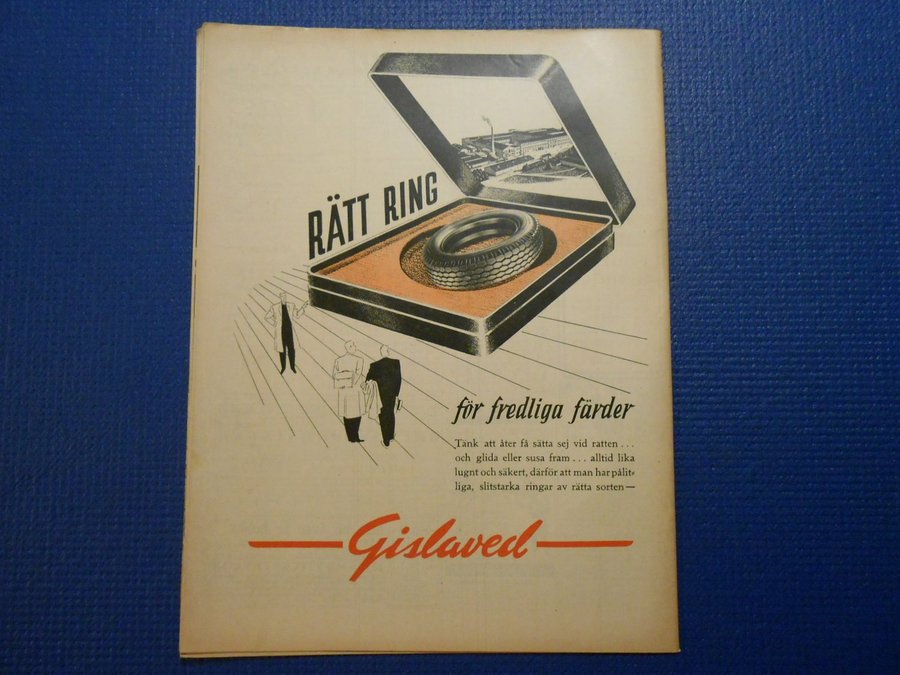 RÄTT RING
för fredliga färder
Tänk att åter få sätta sej vid ratten . . .
och glida eller susa fram . . . alltid lika
lugnt och säkert, därför att man har pålit-
liga, slitstarka ringar av rätta sorten —
Gislaved